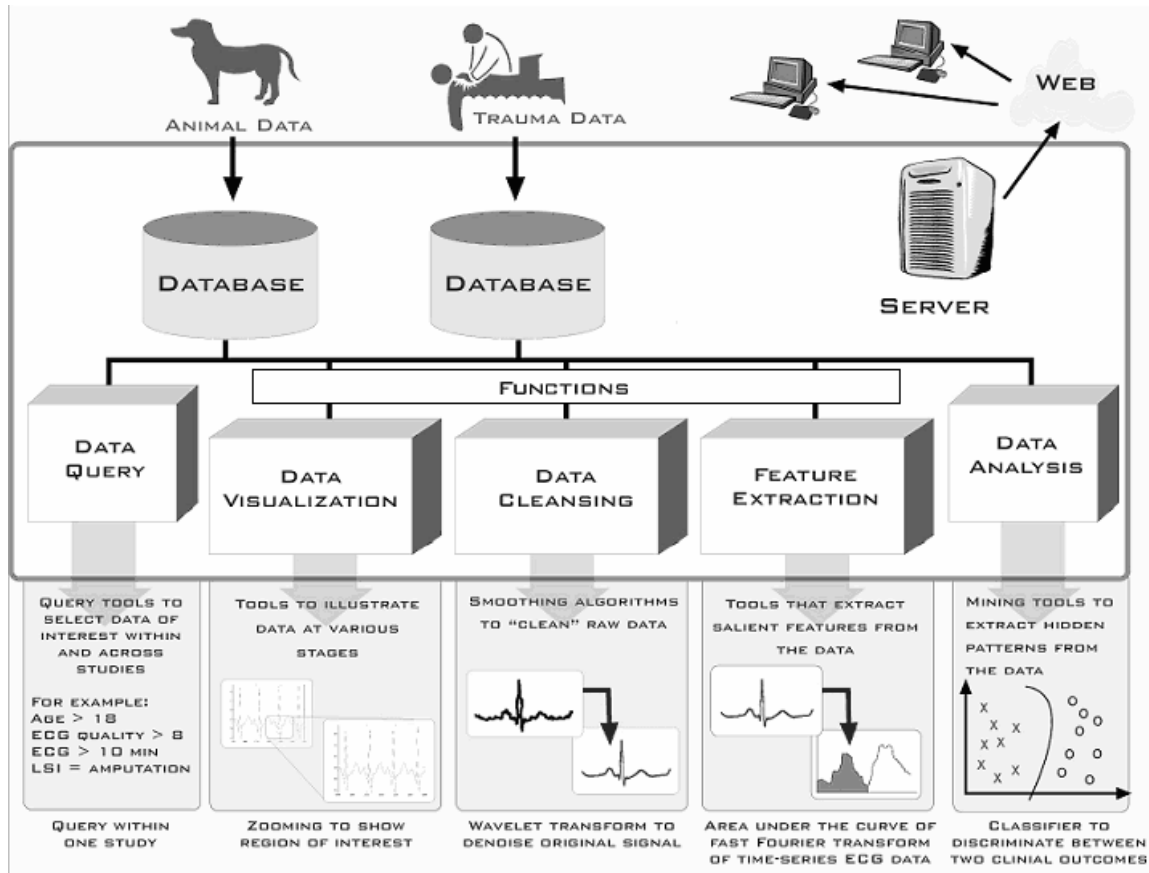 Animal Data
Trauma Data
Web
Database
Database
Server
Functions
Data
Query
Data
Visualization
Data
Cleansing
Feature
Extraction
Data
Analysis
Query tools to
select data of
interest within
and across
studies
For example:
Age > 18
ECG quality > 8
ECG > 10 min
LSI = amputation
Query within
one study
Tools to illustrate
data at various
stages
Zooming to show
region of interest
Smoothing algorithms
to “clean” raw data
Wavelet transform to
denoise original signal
Tools that extract
salient features from
the data
Area under the curve of
fast Fourier transform
of time-series ECG data
Mining tools to
extract hidden
patterns from
the data
x x x x x x x x
o o o o o o o
Classifier to
discriminate between
two clinial outcomes